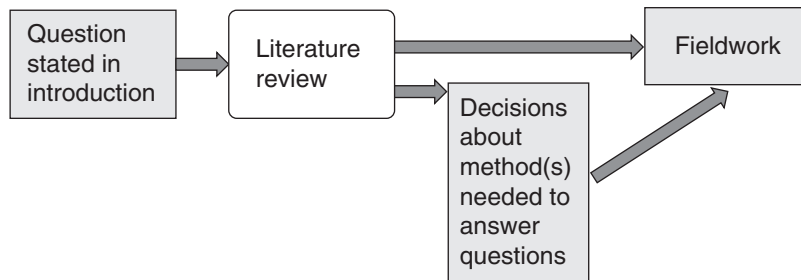 Question
stated in
introduction
Literature
review
Fieldwork
Decisions
about
method(s)
needed to
answer
questions